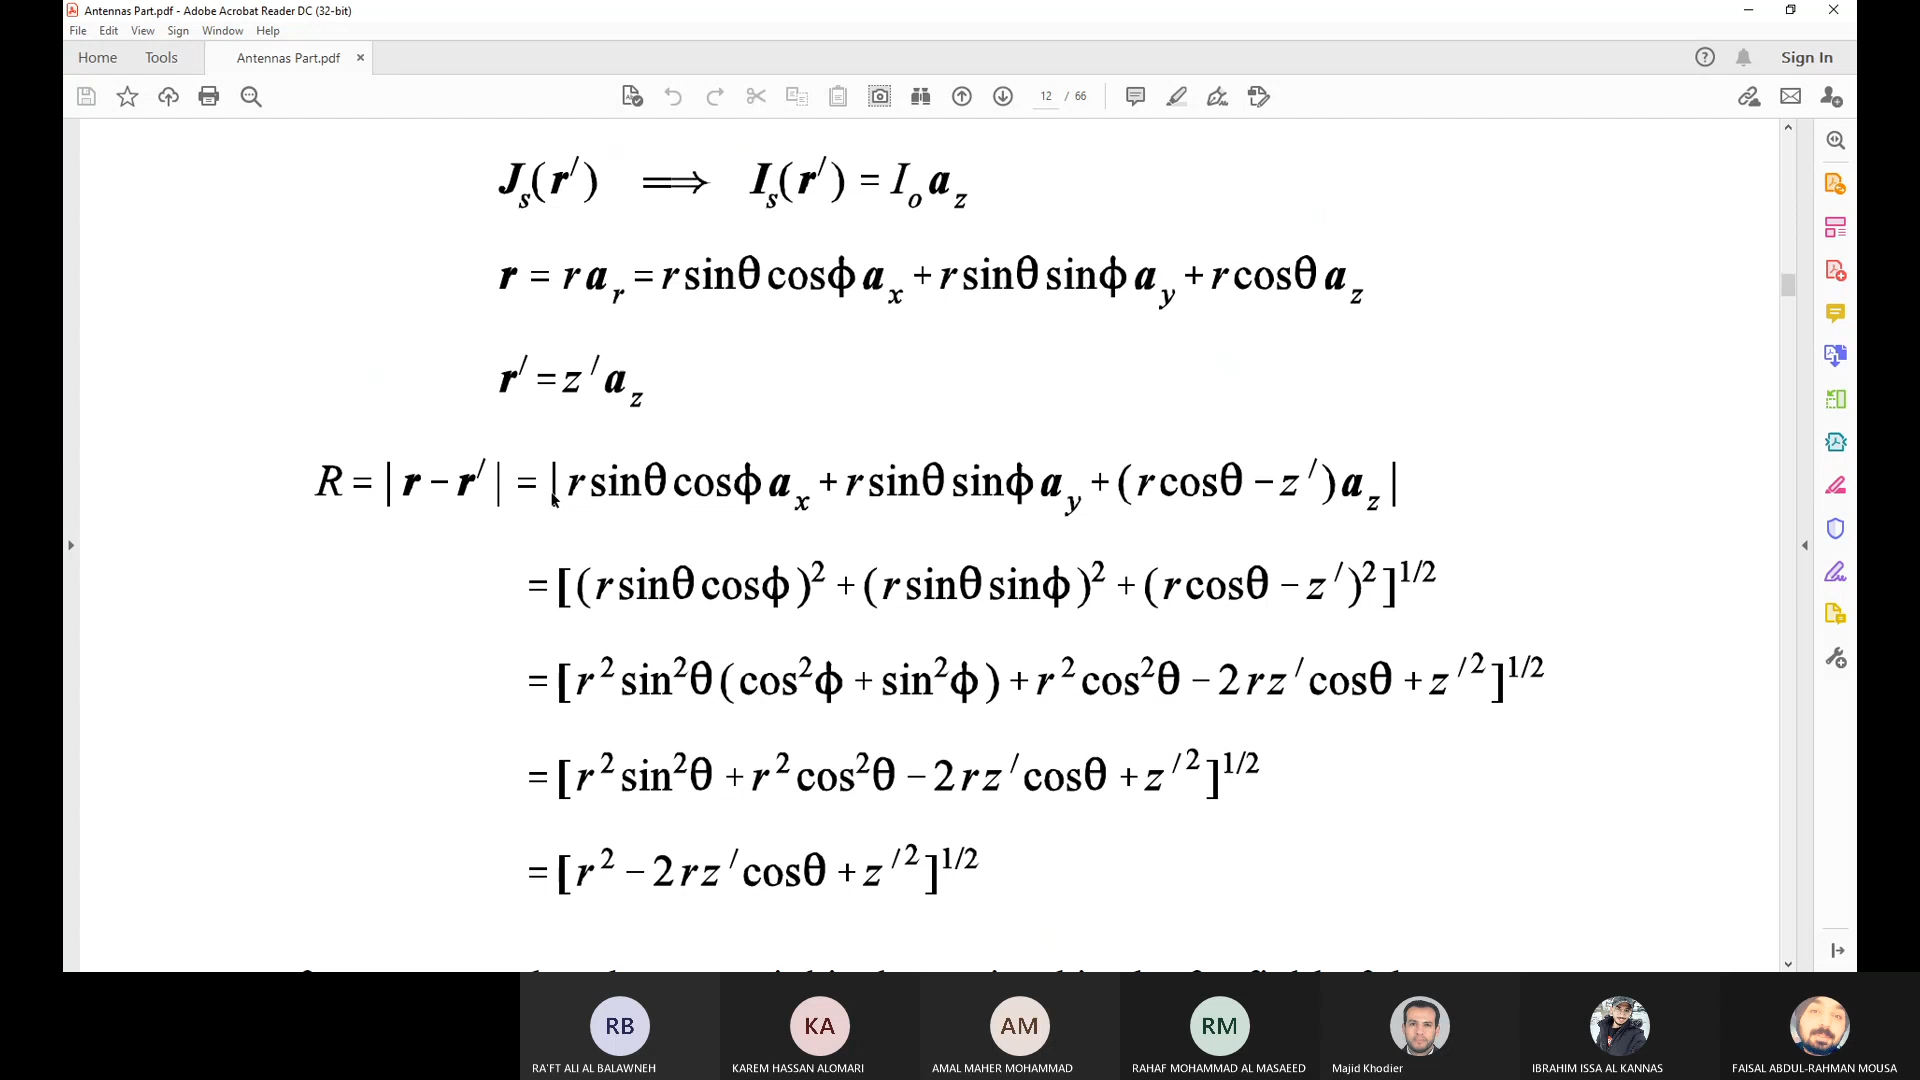 Antennas Part.pdf - Adobe Acrobat Reader DC (32-bit)
File Edit View Sign Window Help
Home Tools Antennas Part.pdf × Sign In
12 / 66
J_s(r′) ⟹ I_s(r′) = I_o a_z
r = r a_r = r sinθ cosϕ a_x + r sinθ sinϕ a_y + r cosθ a_z
r′ = z′ a_z
R = | r − r′ | = | r sinθ cosϕ a_x + r sinθ sinϕ a_y + (r cosθ − z′) a_z |
= [(r sinθ cosϕ)² + (r sinθ sinϕ)² + (r cosθ − z′)²]^1/2
= [r² sin²θ (cos²ϕ + sin²ϕ) + r² cos²θ − 2 r z′ cosθ + z′²]^1/2
= [r² sin²θ + r² cos²θ − 2 r z′ cosθ + z′²]^1/2
= [r² − 2 r z′ cosθ + z′²]^1/2
RB KA AM RM
RA'FT ALI AL BALAWNEH KAREM HASSAN ALOMARI AMAL MAHER MOHAMMAD RAHAF MOHAMMAD AL MASAEED Majid Khodier IBRAHIM ISSA AL KANNAS FAISAL ABDUL-RAHMAN MOUSA